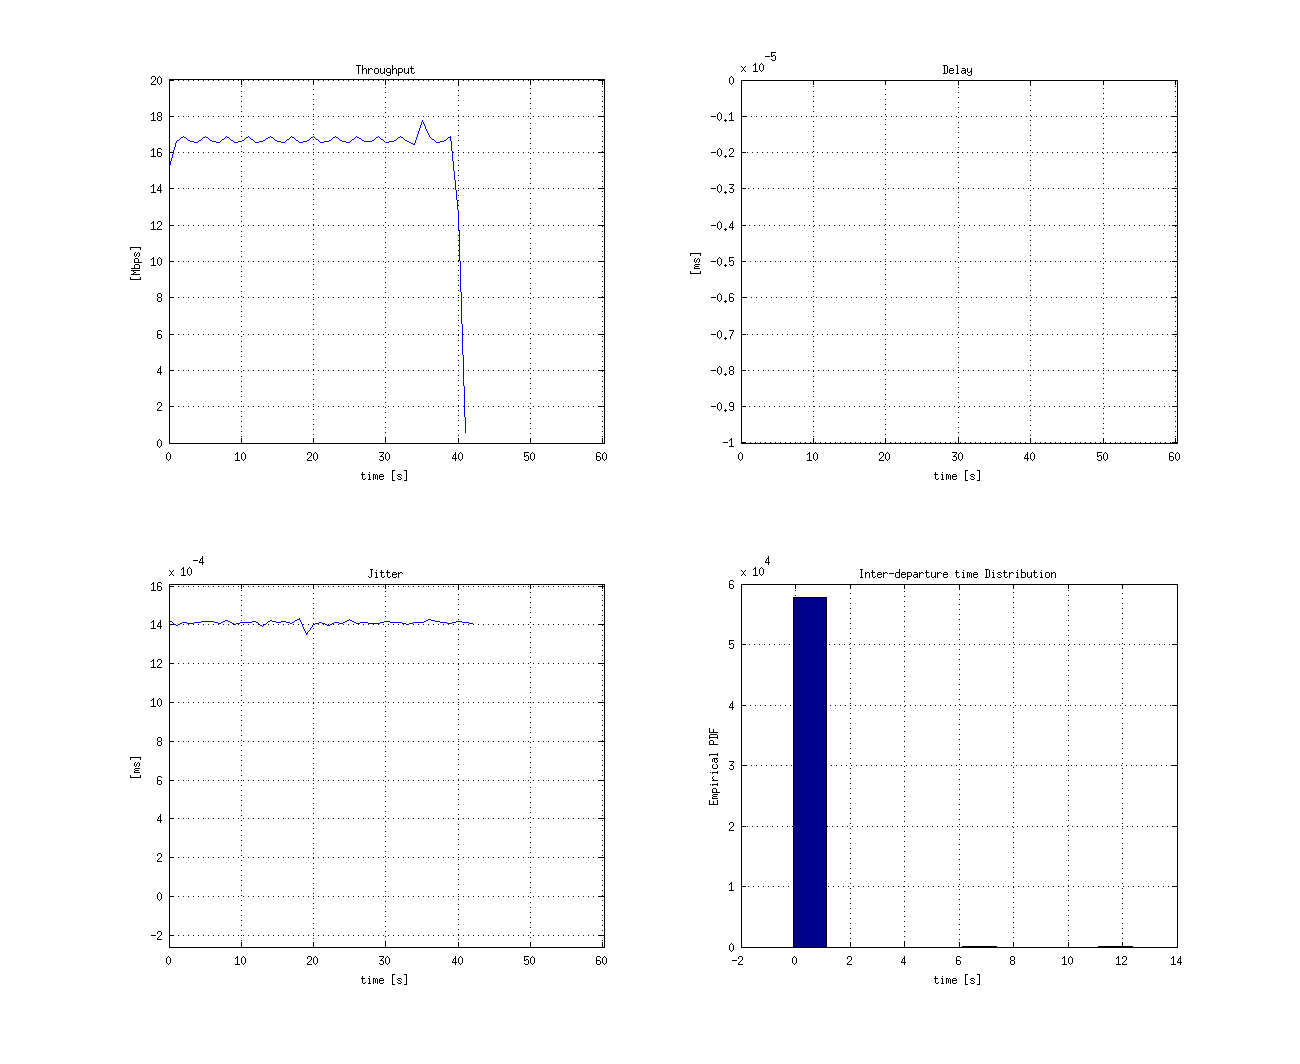 Throughput
20
18
16
14
12
10
8
6
4
2
0
[Mbps]
0 10 20 30 40 50 60
time [s]
x 10 -5
Delay
0
-0.1
-0.2
-0.3
-0.4
-0.5
-0.6
-0.7
-0.8
-0.9
-1
[ms]
0 10 20 30 40 50 60
time [s]
x 10 -4
Jitter
16
14
12
10
8
6
4
2
0
-2
[ms]
0 10 20 30 40 50 60
time [s]
x 10 4
Inter-departure time Distribution
6
5
4
3
2
1
0
Empirical PDF
-2 0 2 4 6 8 10 12 14
time [s]